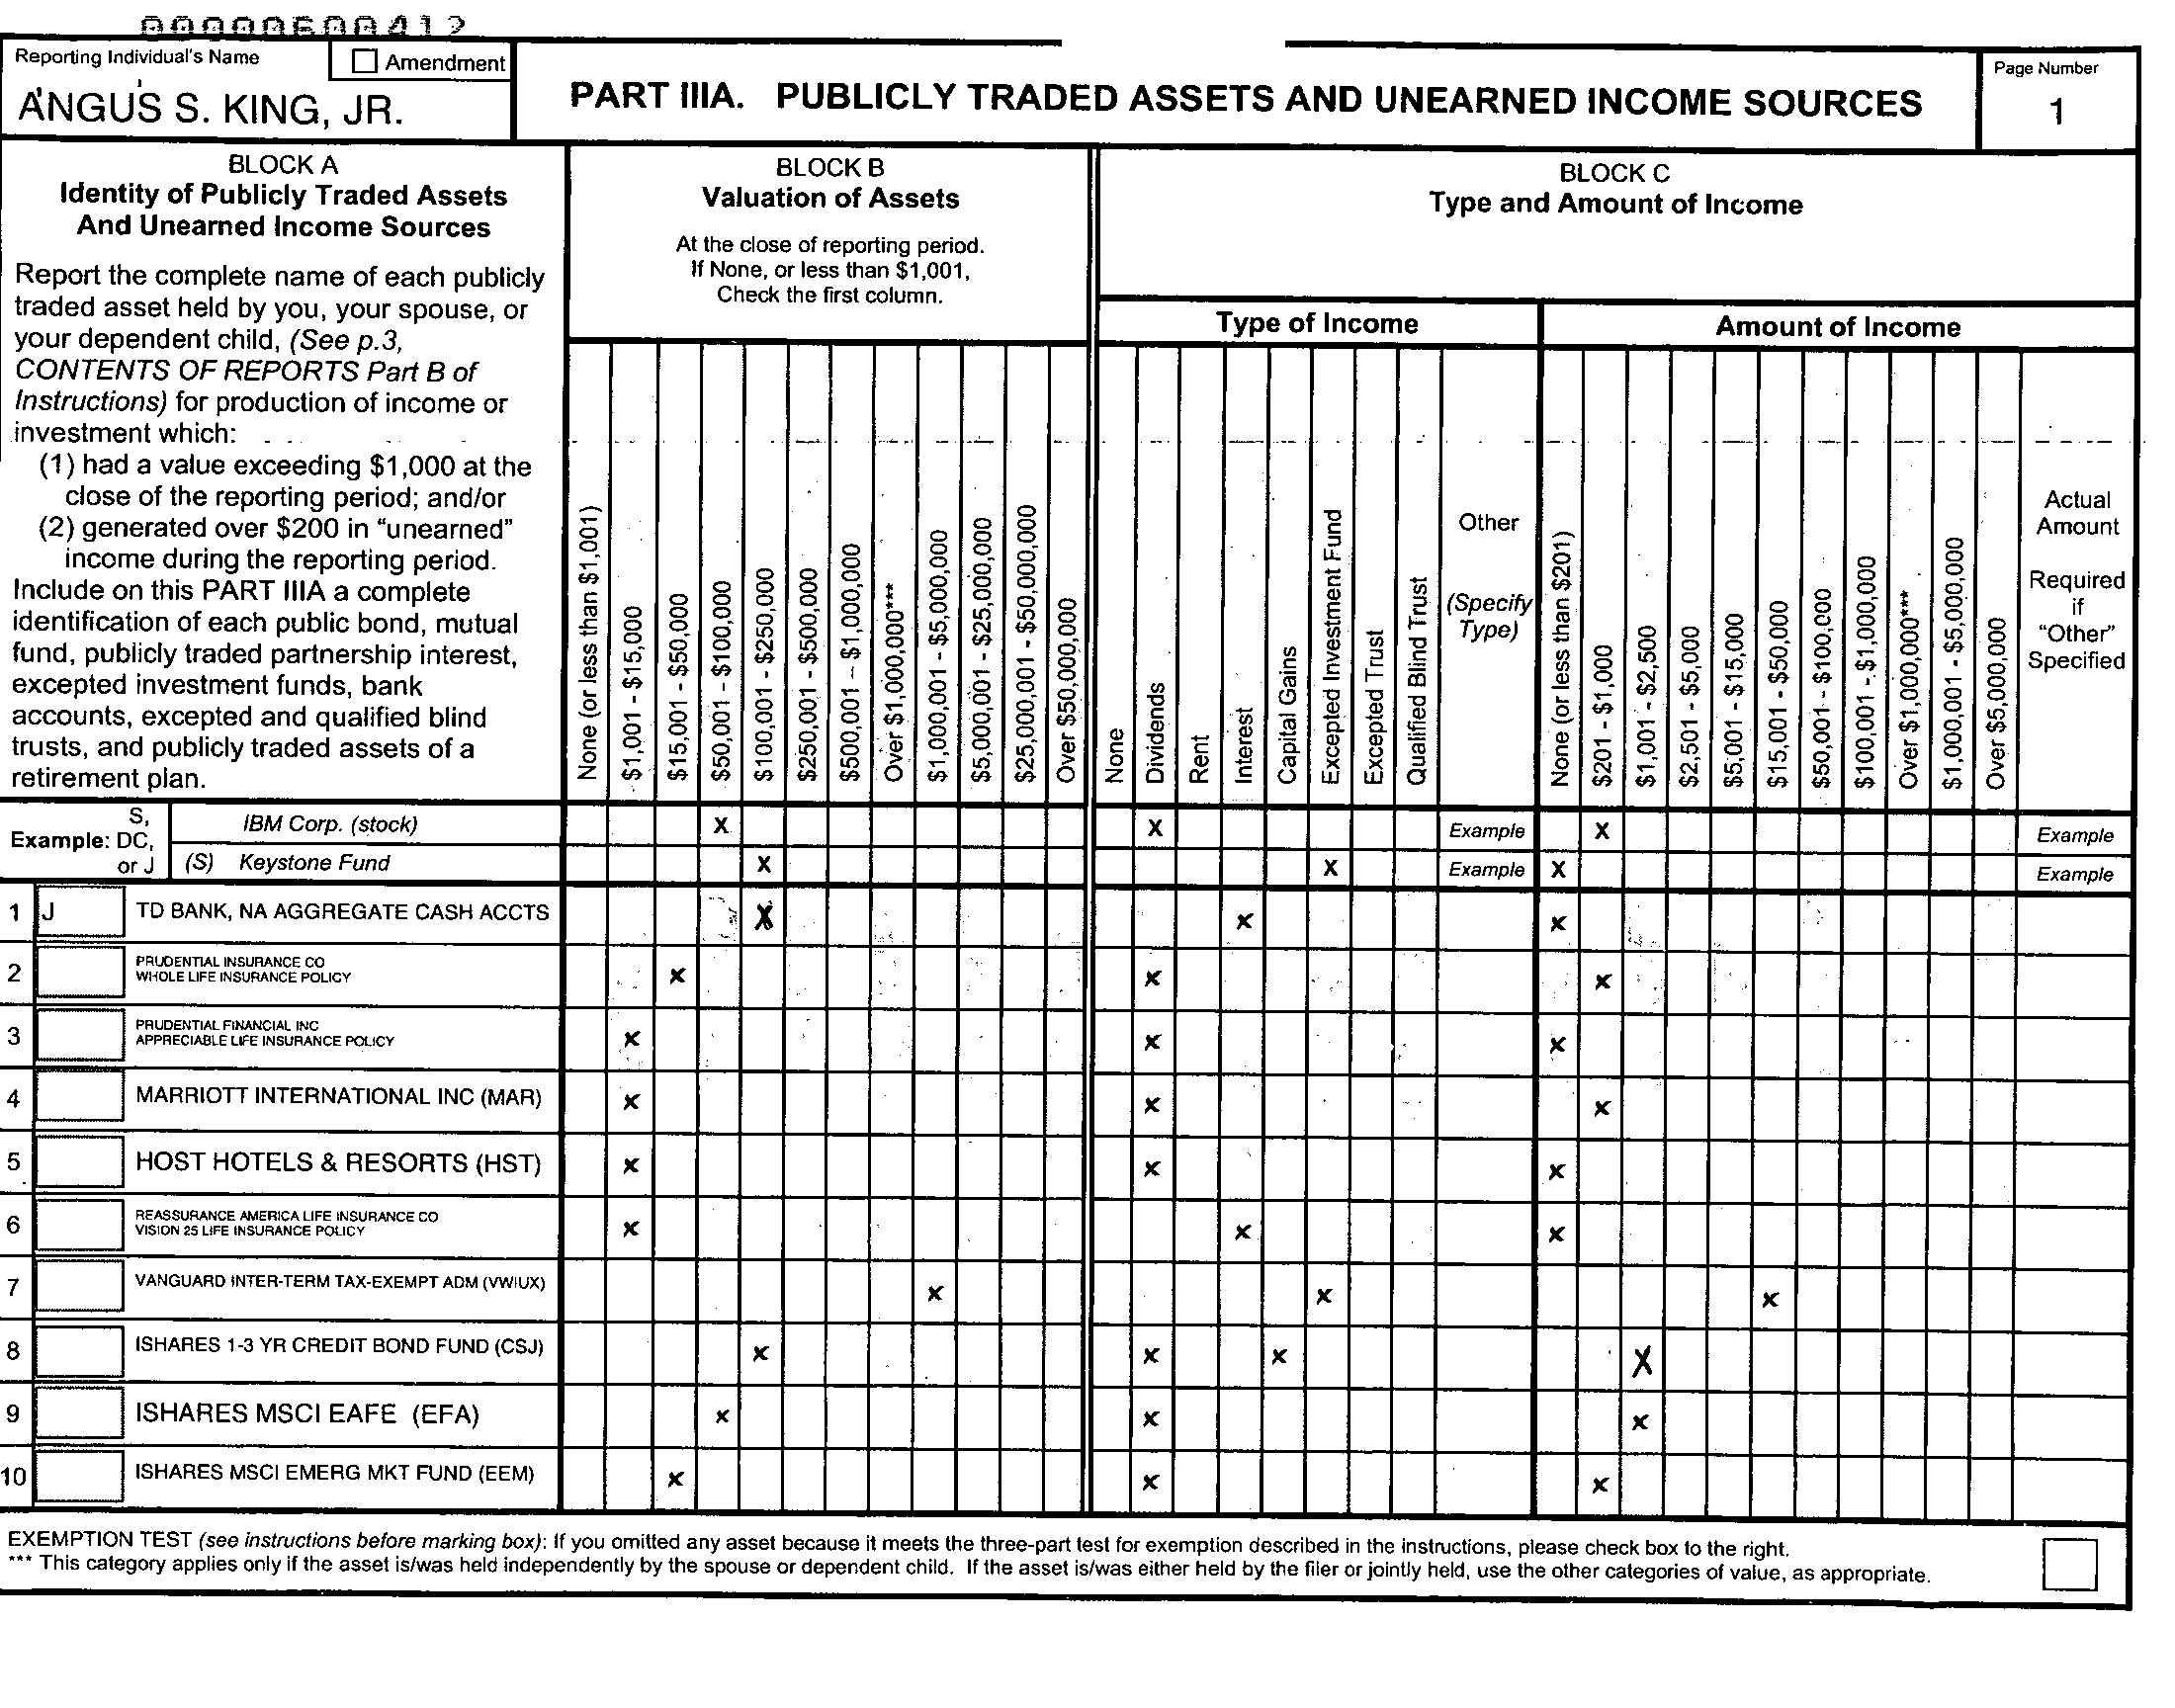 00000600412
Reporting Individual's Name
Amendment
ANGUS S. KING, JR.
PART IIIA. PUBLICLY TRADED ASSETS AND UNEARNED INCOME SOURCES
Page Number
1
BLOCK A
Identity of Publicly Traded Assets
And Unearned Income Sources
Report the complete name of each publicly
traded asset held by you, your spouse, or
your dependent child, (See p.3,
CONTENTS OF REPORTS Part B of
Instructions) for production of income or
investment which:
(1) had a value exceeding $1,000 at the
close of the reporting period; and/or
(2) generated over $200 in "unearned"
income during the reporting period.
Include on this PART IIIA a complete
identification of each public bond, mutual
fund, publicly traded partnership interest,
excepted investment funds, bank
accounts, excepted and qualified blind
trusts, and publicly traded assets of a
retirement plan.
BLOCK B
Valuation of Assets
At the close of reporting period.
If None, or less than $1,001,
Check the first column.
None (or less than $1,001)
$1,001 - $15,000
$15,001 - $50,000
$50,001 - $100,000
$100,001 - $250,000
$250,001 - $500,000
$500,001 - $1,000,000
Over $1,000,000***
$1,000,001 - $5,000,000
$5,000,001 - $25,000,000
$25,000,001 - $50,000,000
Over $50,000,000
BLOCK C
Type and Amount of Income
Type of Income
None
Dividends
Rent
Interest
Capital Gains
Excepted Investment Fund
Excepted Trust
Qualified Blind Trust
Other
(Specify
Type)
Amount of Income
None (or less than $201)
$201 - $1,000
$1,001 - $2,500
$2,501 - $5,000
$5,001 - $15,000
$15,001 - $50,000
$50,001 - $100,000
$100,001 - $1,000,000
Over $1,000,000***
$1,000,001 - $5,000,000
Over $5,000,000
Actual
Amount
Required
if
"Other"
Specified
S,
Example: DC,
or J
IBM Corp. (stock) X X Example X Example
(S) Keystone Fund X X Example X Example
1 J TD BANK, NA AGGREGATE CASH ACCTS X x x
2 PRUDENTIAL INSURANCE CO
WHOLE LIFE INSURANCE POLICY x x x
3 PRUDENTIAL FINANCIAL INC
APPRECIABLE LIFE INSURANCE POLICY x x x
4 MARRIOTT INTERNATIONAL INC (MAR) x x x
5 HOST HOTELS & RESORTS (HST) x x x
6 REASSURANCE AMERICA LIFE INSURANCE CO
VISION 25 LIFE INSURANCE POLICY x x x
7 VANGUARD INTER-TERM TAX-EXEMPT ADM (VWIUX) x x x
8 ISHARES 1-3 YR CREDIT BOND FUND (CSJ) x x x X
9 ISHARES MSCI EAFE (EFA) x x x
10 ISHARES MSCI EMERG MKT FUND (EEM) x x x
EXEMPTION TEST (see instructions before marking box): If you omitted any asset because it meets the three-part test for exemption described in the instructions, please check box to the right.
*** This category applies only if the asset is/was held independently by the spouse or dependent child. If the asset is/was either held by the filer or jointly held, use the other categories of value, as appropriate.